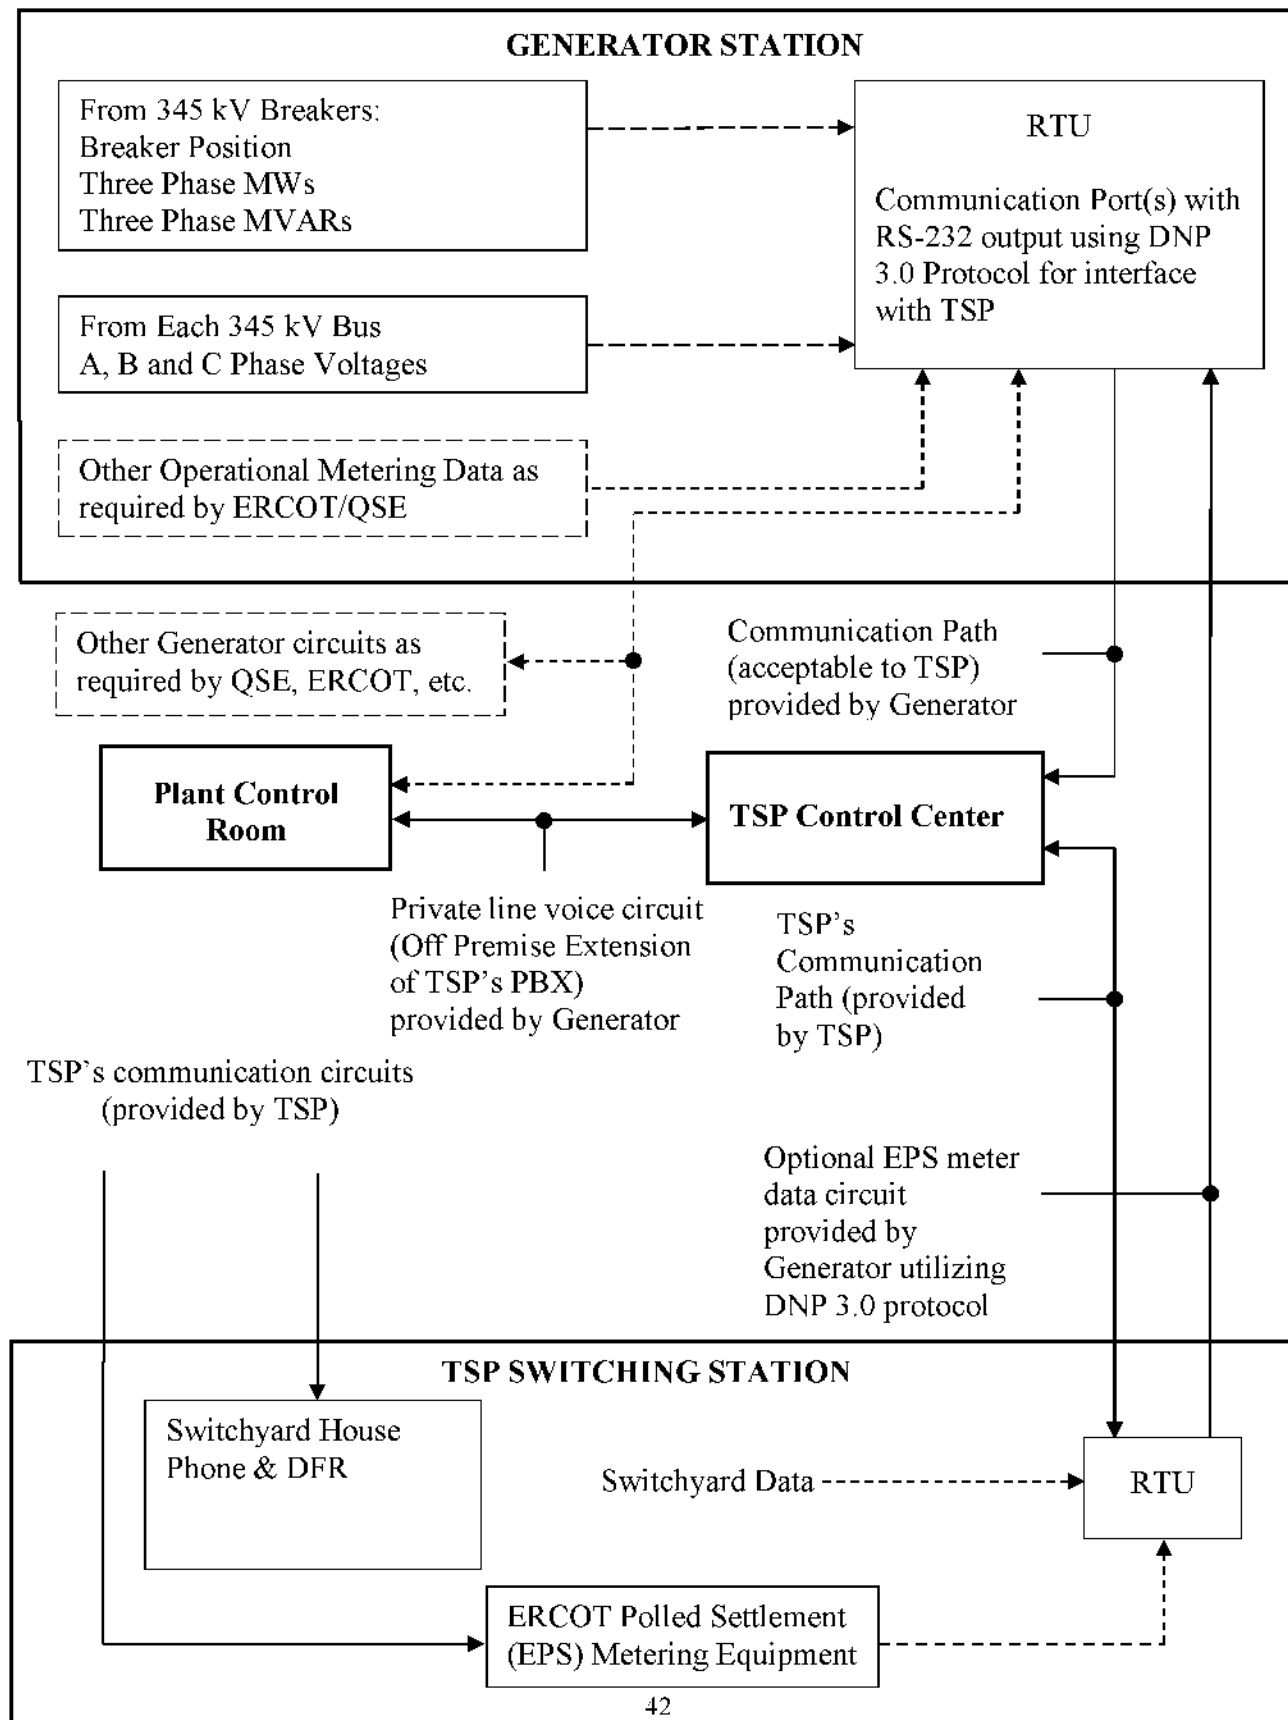 GENERATOR STATION
From 345 kV Breakers:
Breaker Position
Three Phase MWs
Three Phase MVARs
RTU
Communication Port(s) with
RS-232 output using DNP
3.0 Protocol for interface
with TSP
From Each 345 kV Bus
A, B and C Phase Voltages
Other Operational Metering Data as
required by ERCOT/QSE
Other Generator circuits as
required by QSE, ERCOT, etc.
Communication Path
(acceptable to TSP)
provided by Generator
Plant Control
Room
TSP Control Center
Private line voice circuit
(Off Premise Extension
of TSP's PBX)
provided by Generator
TSP's
Communication
Path (provided
by TSP)
TSP's communication circuits
(provided by TSP)
Optional EPS meter
data circuit
provided by
Generator utilizing
DNP 3.0 protocol
TSP SWITCHING STATION
Switchyard House
Phone & DFR
Switchyard Data
RTU
ERCOT Polled Settlement
(EPS) Metering Equipment
42